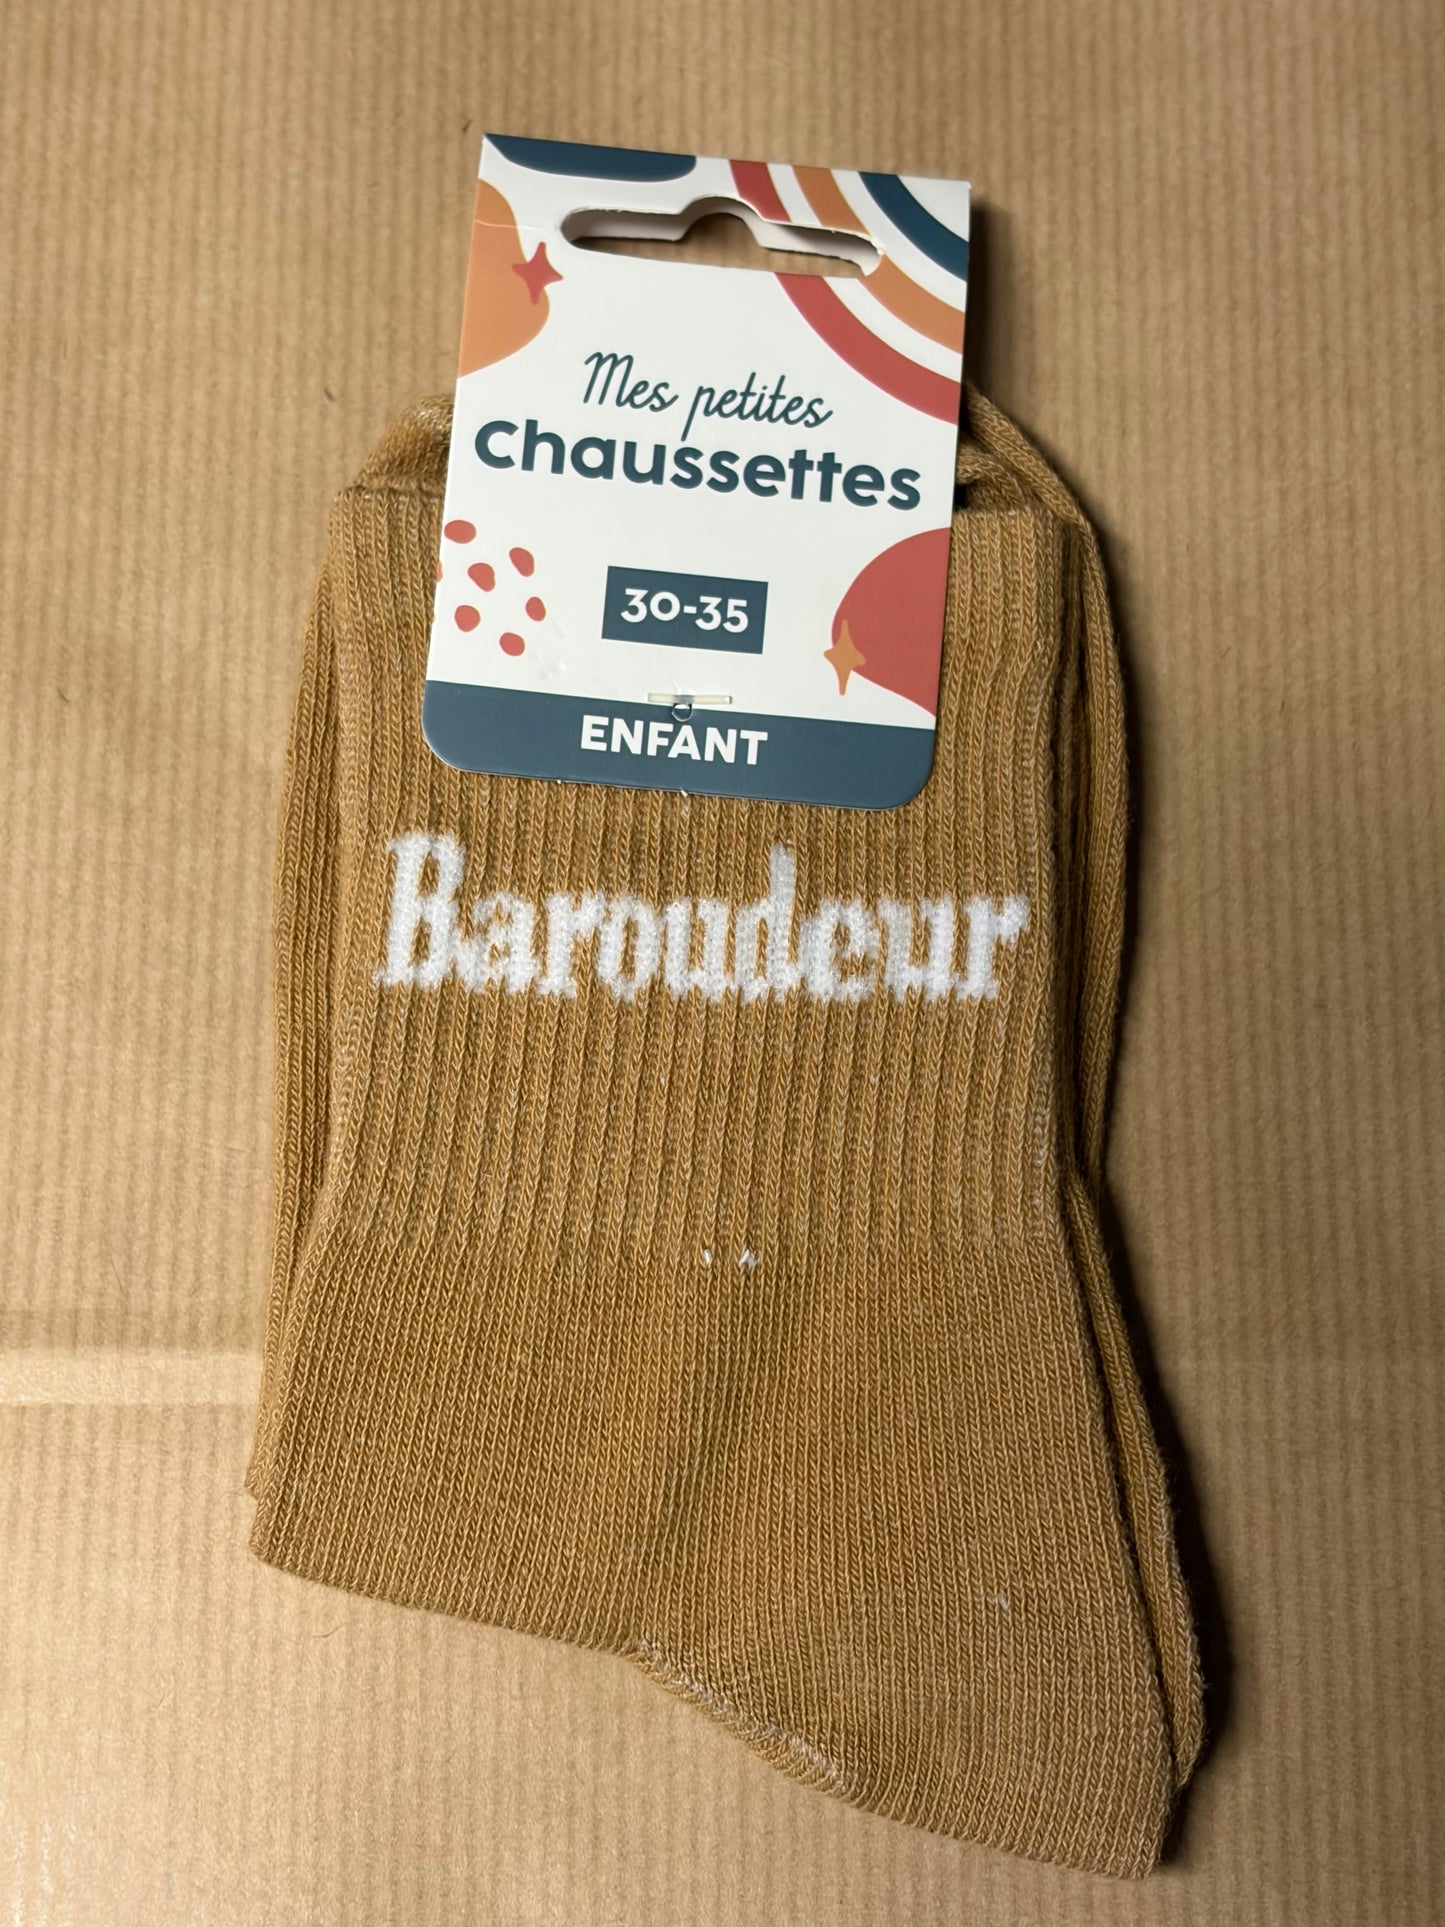 Mes petites
chaussettes
30-35
ENFANT
Baroudeur